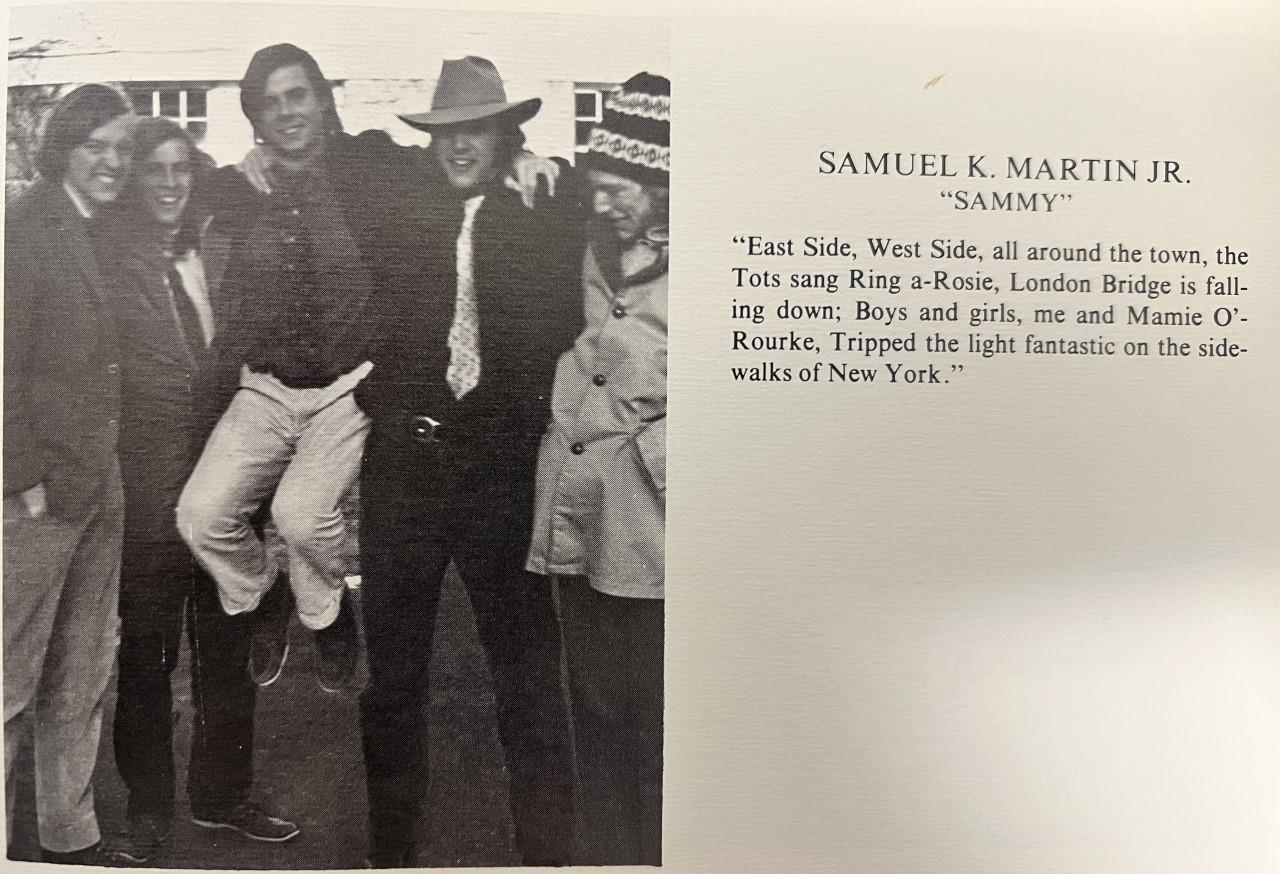 SAMUEL K. MARTIN JR.
“SAMMY”
“East Side, West Side, all around the town, the
Tots sang Ring a-Rosie, London Bridge is fall-
ing down; Boys and girls, me and Mamie O’-
Rourke, Tripped the light fantastic on the side-
walks of New York.”